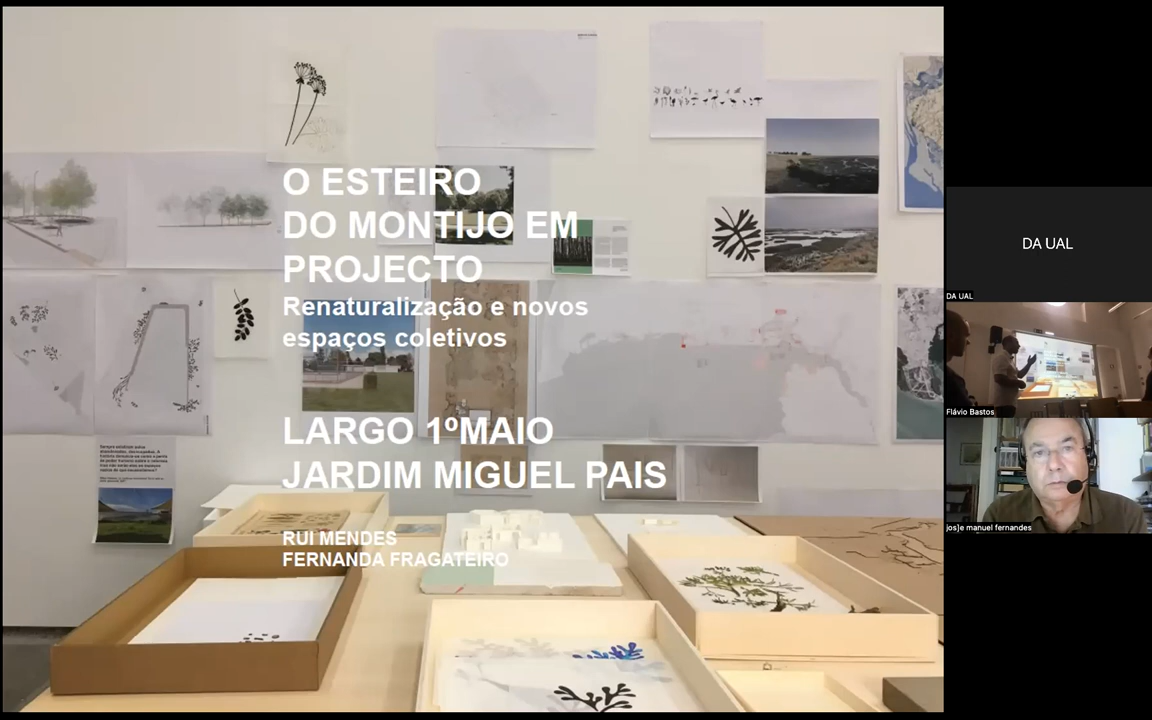 O ESTEIRO
DO MONTIJO EM
PROJECTO
Renaturalização e novos
espaços coletivos
LARGO 1ºMAIO
JARDIM MIGUEL PAIS
RUI MENDES
FERNANDA FRAGATEIRO
DA UAL
DA UAL
Flávio Bastos
jos]e manuel fernandes